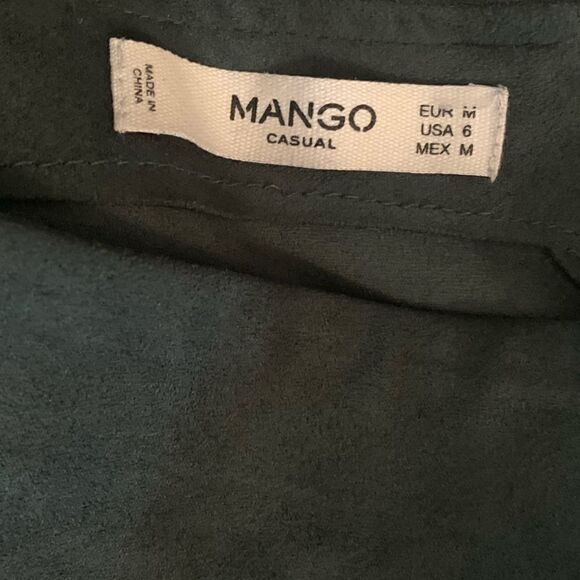 MADE IN
CHINA
MANGO
CASUAL
EUR M
USA 6
MEX M